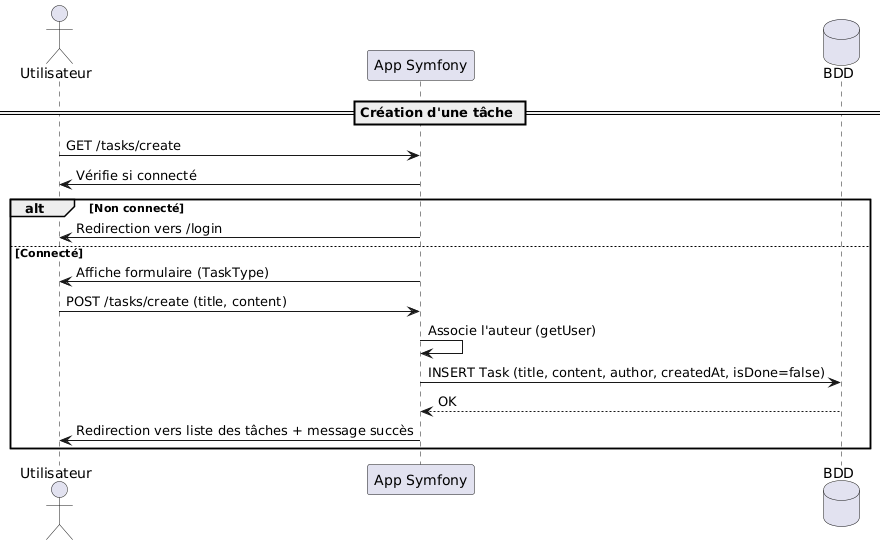 Utilisateur
App Symfony
BDD
Création d'une tâche
GET /tasks/create
Vérifie si connecté
alt [Non connecté]
Redirection vers /login
[Connecté]
Affiche formulaire (TaskType)
POST /tasks/create (title, content)
Associe l'auteur (getUser)
INSERT Task (title, content, author, createdAt, isDone=false)
OK
Redirection vers liste des tâches + message succès
Utilisateur
App Symfony
BDD